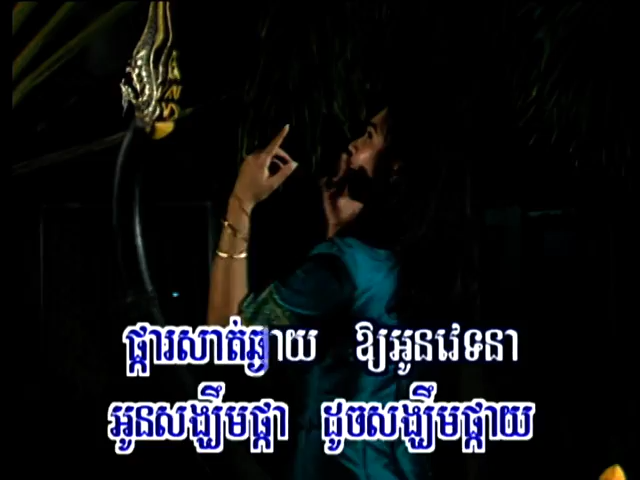 ផ្ការសាត់ឆ្ងាយ ឱ្យអូនវេទនា
អូនសង្ឃឹមផ្កា ដូចសង្ឃឹមផ្កាយ